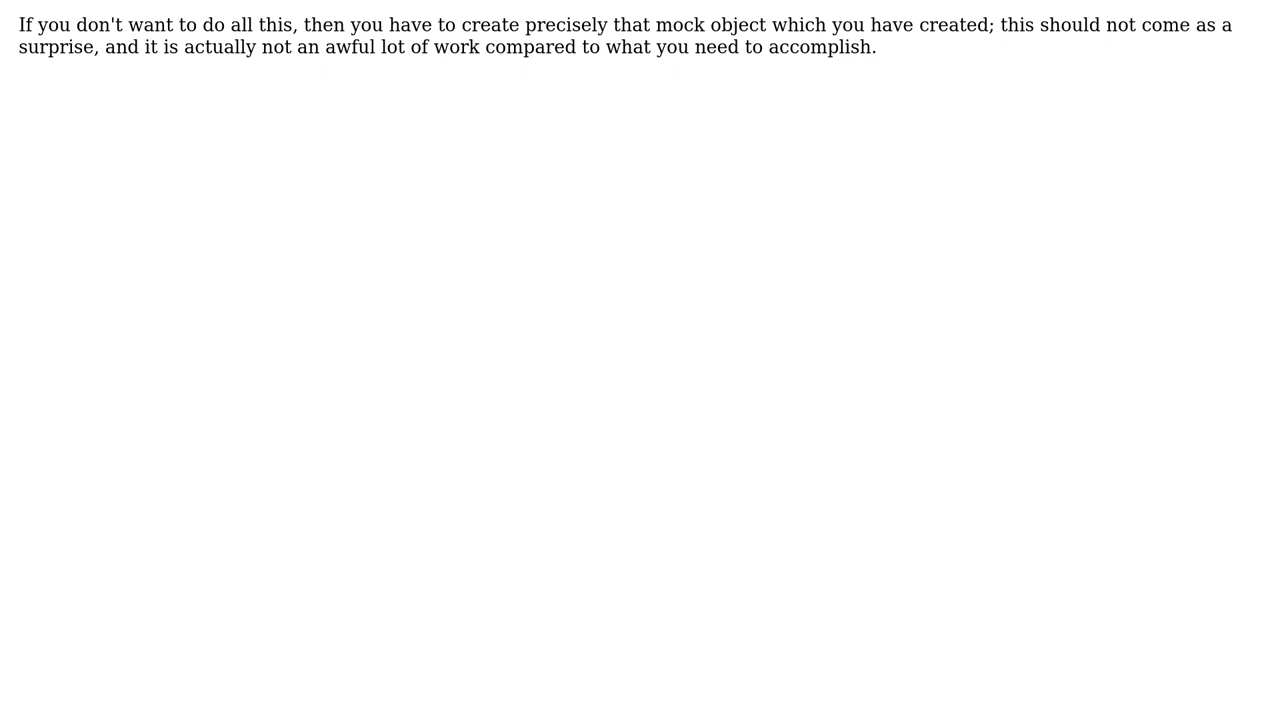 If you don't want to do all this, then you have to create precisely that mock object which you have created; this should not come as a
surprise, and it is actually not an awful lot of work compared to what you need to accomplish.